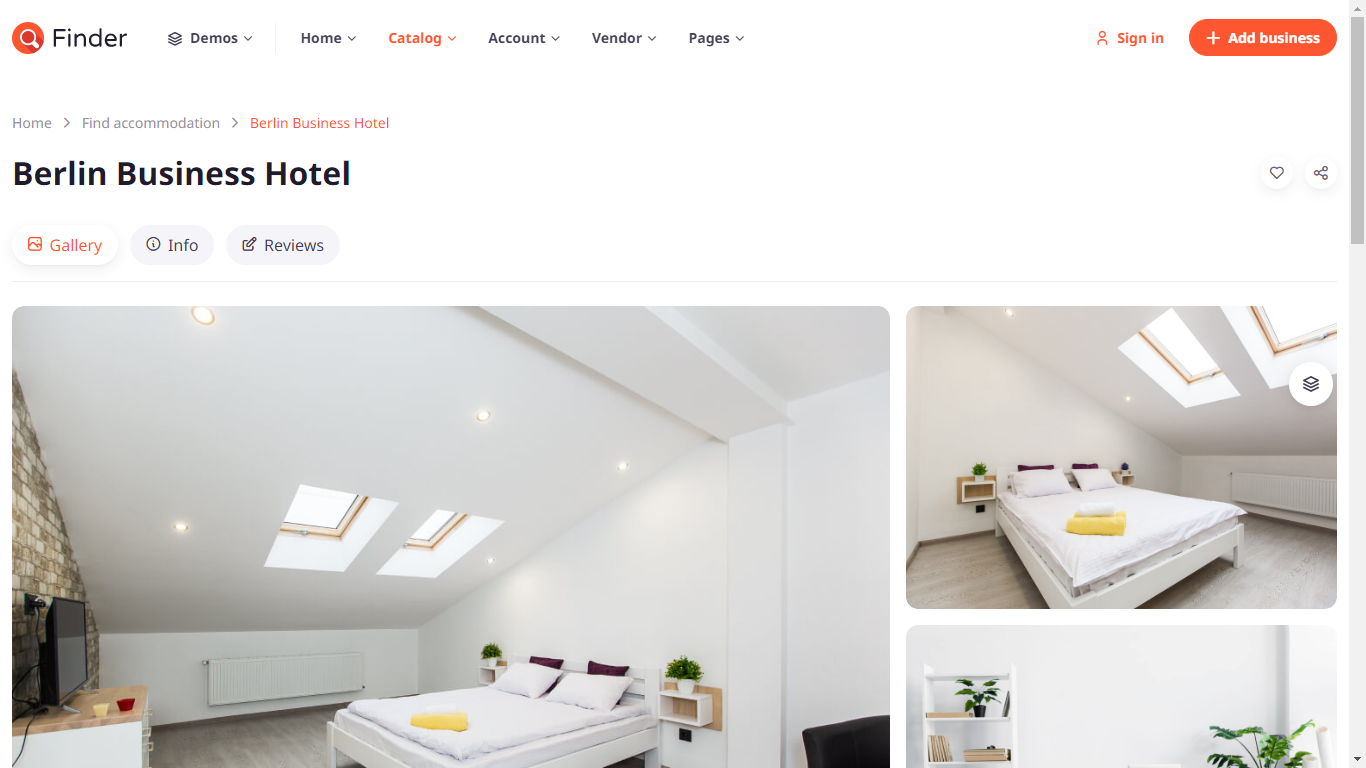 Finder
Demos
Home
Catalog
Account
Vendor
Pages
Sign in
Add business
Home
Find accommodation
Berlin Business Hotel
Berlin Business Hotel
Gallery
Info
Reviews